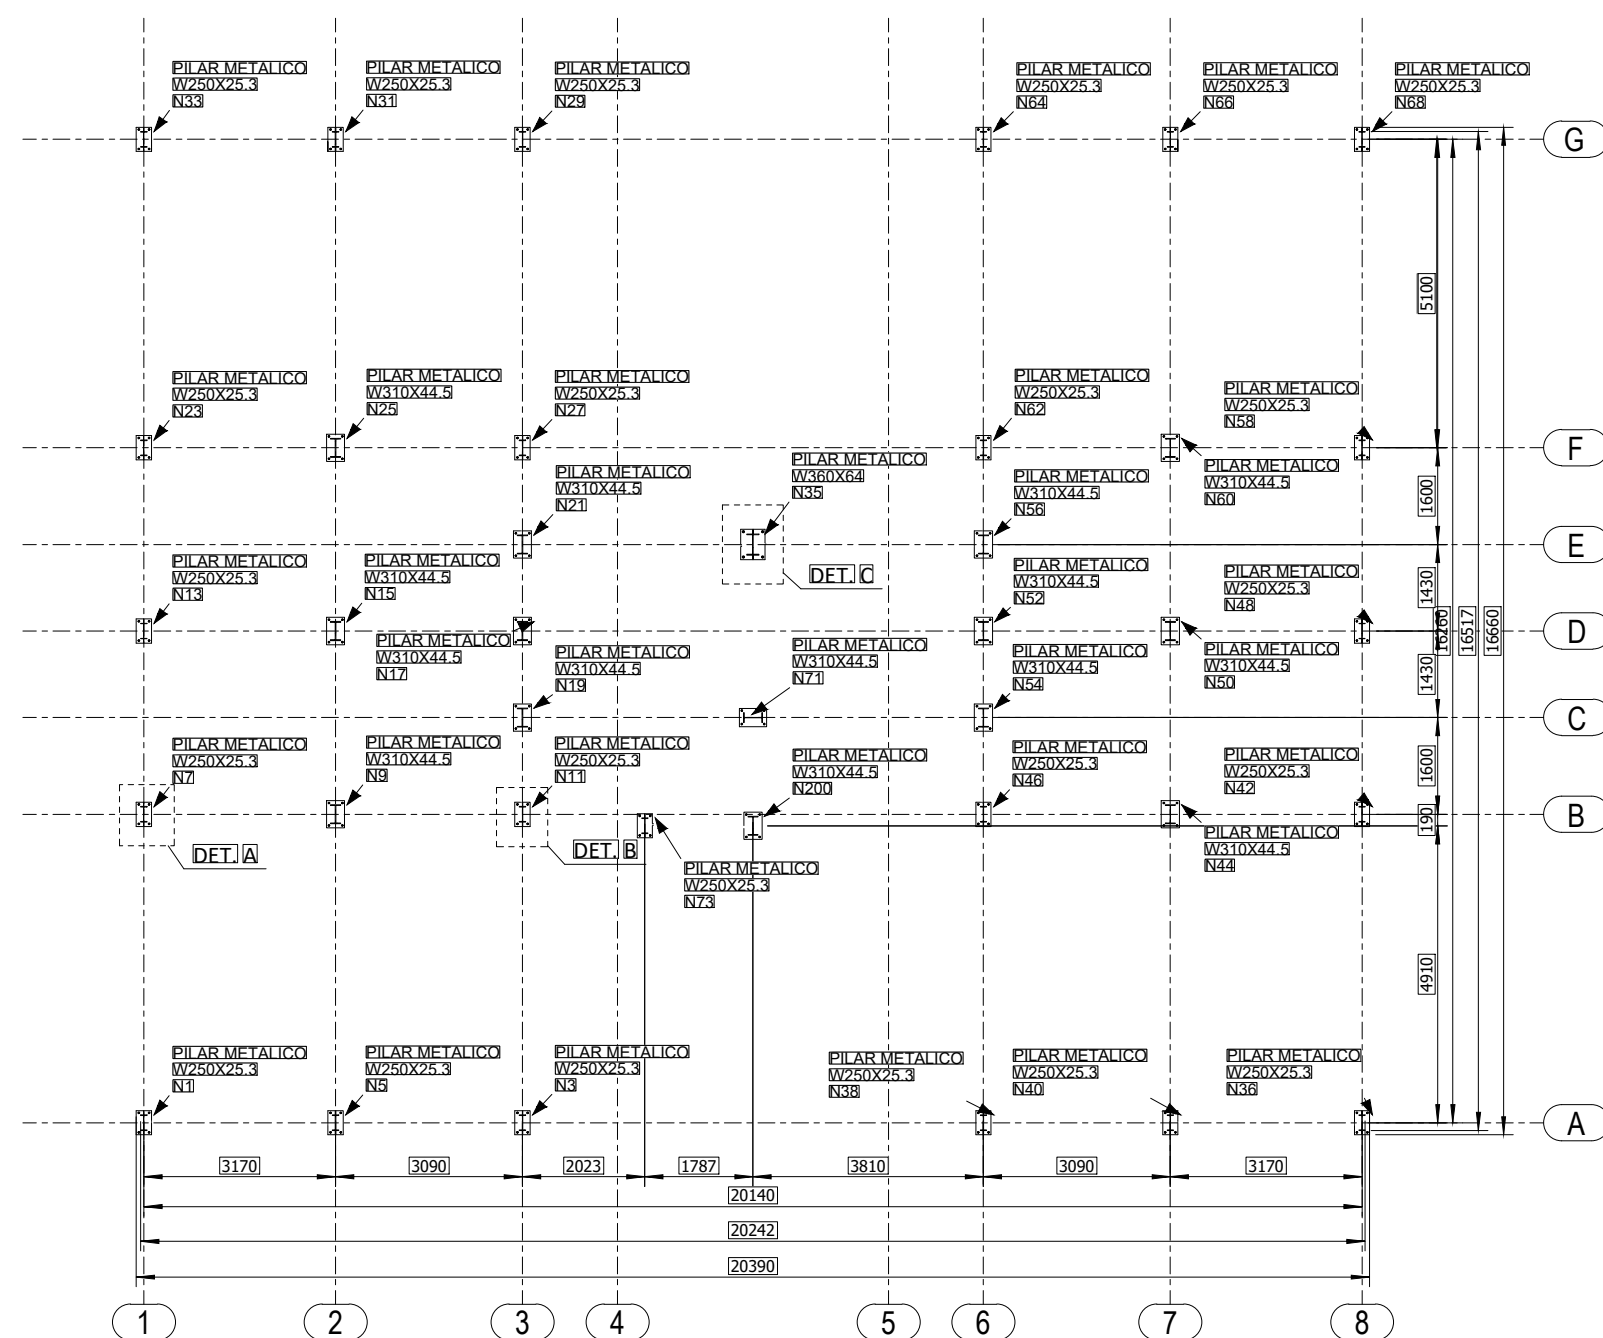 PILAR METALICO
W250X25.3
N33
PILAR METALICO
W250X25.3
N31
PILAR METALICO
W250X25.3
N29
PILAR METALICO
W250X25.3
N64
PILAR METALICO
W250X25.3
N66
PILAR METALICO
W250X25.3
N68
G
5100
PILAR METALICO
W250X25.3
N23
PILAR METALICO
W310X44.5
N25
PILAR METALICO
W250X25.3
N27
PILAR METALICO
W250X25.3
N62
PILAR METALICO
W250X25.3
N58
F
PILAR METALICO
W310X44.5
N21
PILAR METALICO
W360X64
N35
PILAR METALICO
W310X44.5
N56
PILAR METALICO
W310X44.5
N60
1600
E
DET. C
PILAR METALICO
W250X25.3
N13
PILAR METALICO
W310X44.5
N15
PILAR METALICO
W310X44.5
N52
PILAR METALICO
W250X25.3
N48
1430
16260
16517
16660
D
PILAR METALICO
W310X44.5
N17
PILAR METALICO
W310X44.5
N19
PILAR METALICO
W310X44.5
N71
PILAR METALICO
W310X44.5
N54
PILAR METALICO
W310X44.5
N50
1430
C
PILAR METALICO
W250X25.3
N7
PILAR METALICO
W310X44.5
N9
PILAR METALICO
W250X25.3
N11
PILAR METALICO
W310X44.5
N200
PILAR METALICO
W250X25.3
N46
PILAR METALICO
W250X25.3
N42
1600
190
B
DET. A
DET. B
PILAR METALICO
W250X25.3
N73
PILAR METALICO
W310X44.5
N44
4910
PILAR METALICO
W250X25.3
N1
PILAR METALICO
W250X25.3
N5
PILAR METALICO
W250X25.3
N3
PILAR METALICO
W250X25.3
N38
PILAR METALICO
W250X25.3
N40
PILAR METALICO
W250X25.3
N36
A
3170
3090
2023
1787
3810
3090
3170
20140
20242
20390
1
2
3
4
5
6
7
8